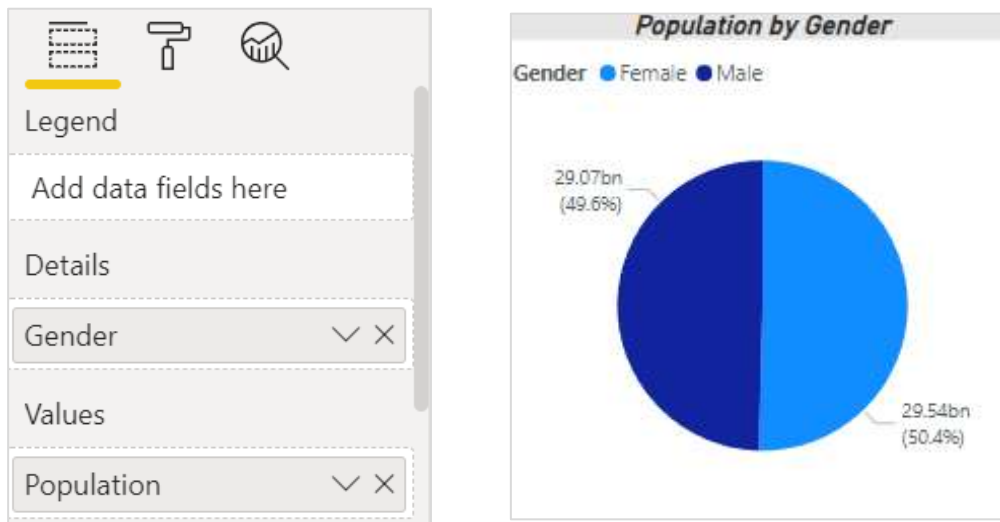 Legend
Add data fields here
Details
Gender
Values
Population
Population by Gender
Gender Female Male
29.07bn
(49.6%)
29.54bn
(50.4%)